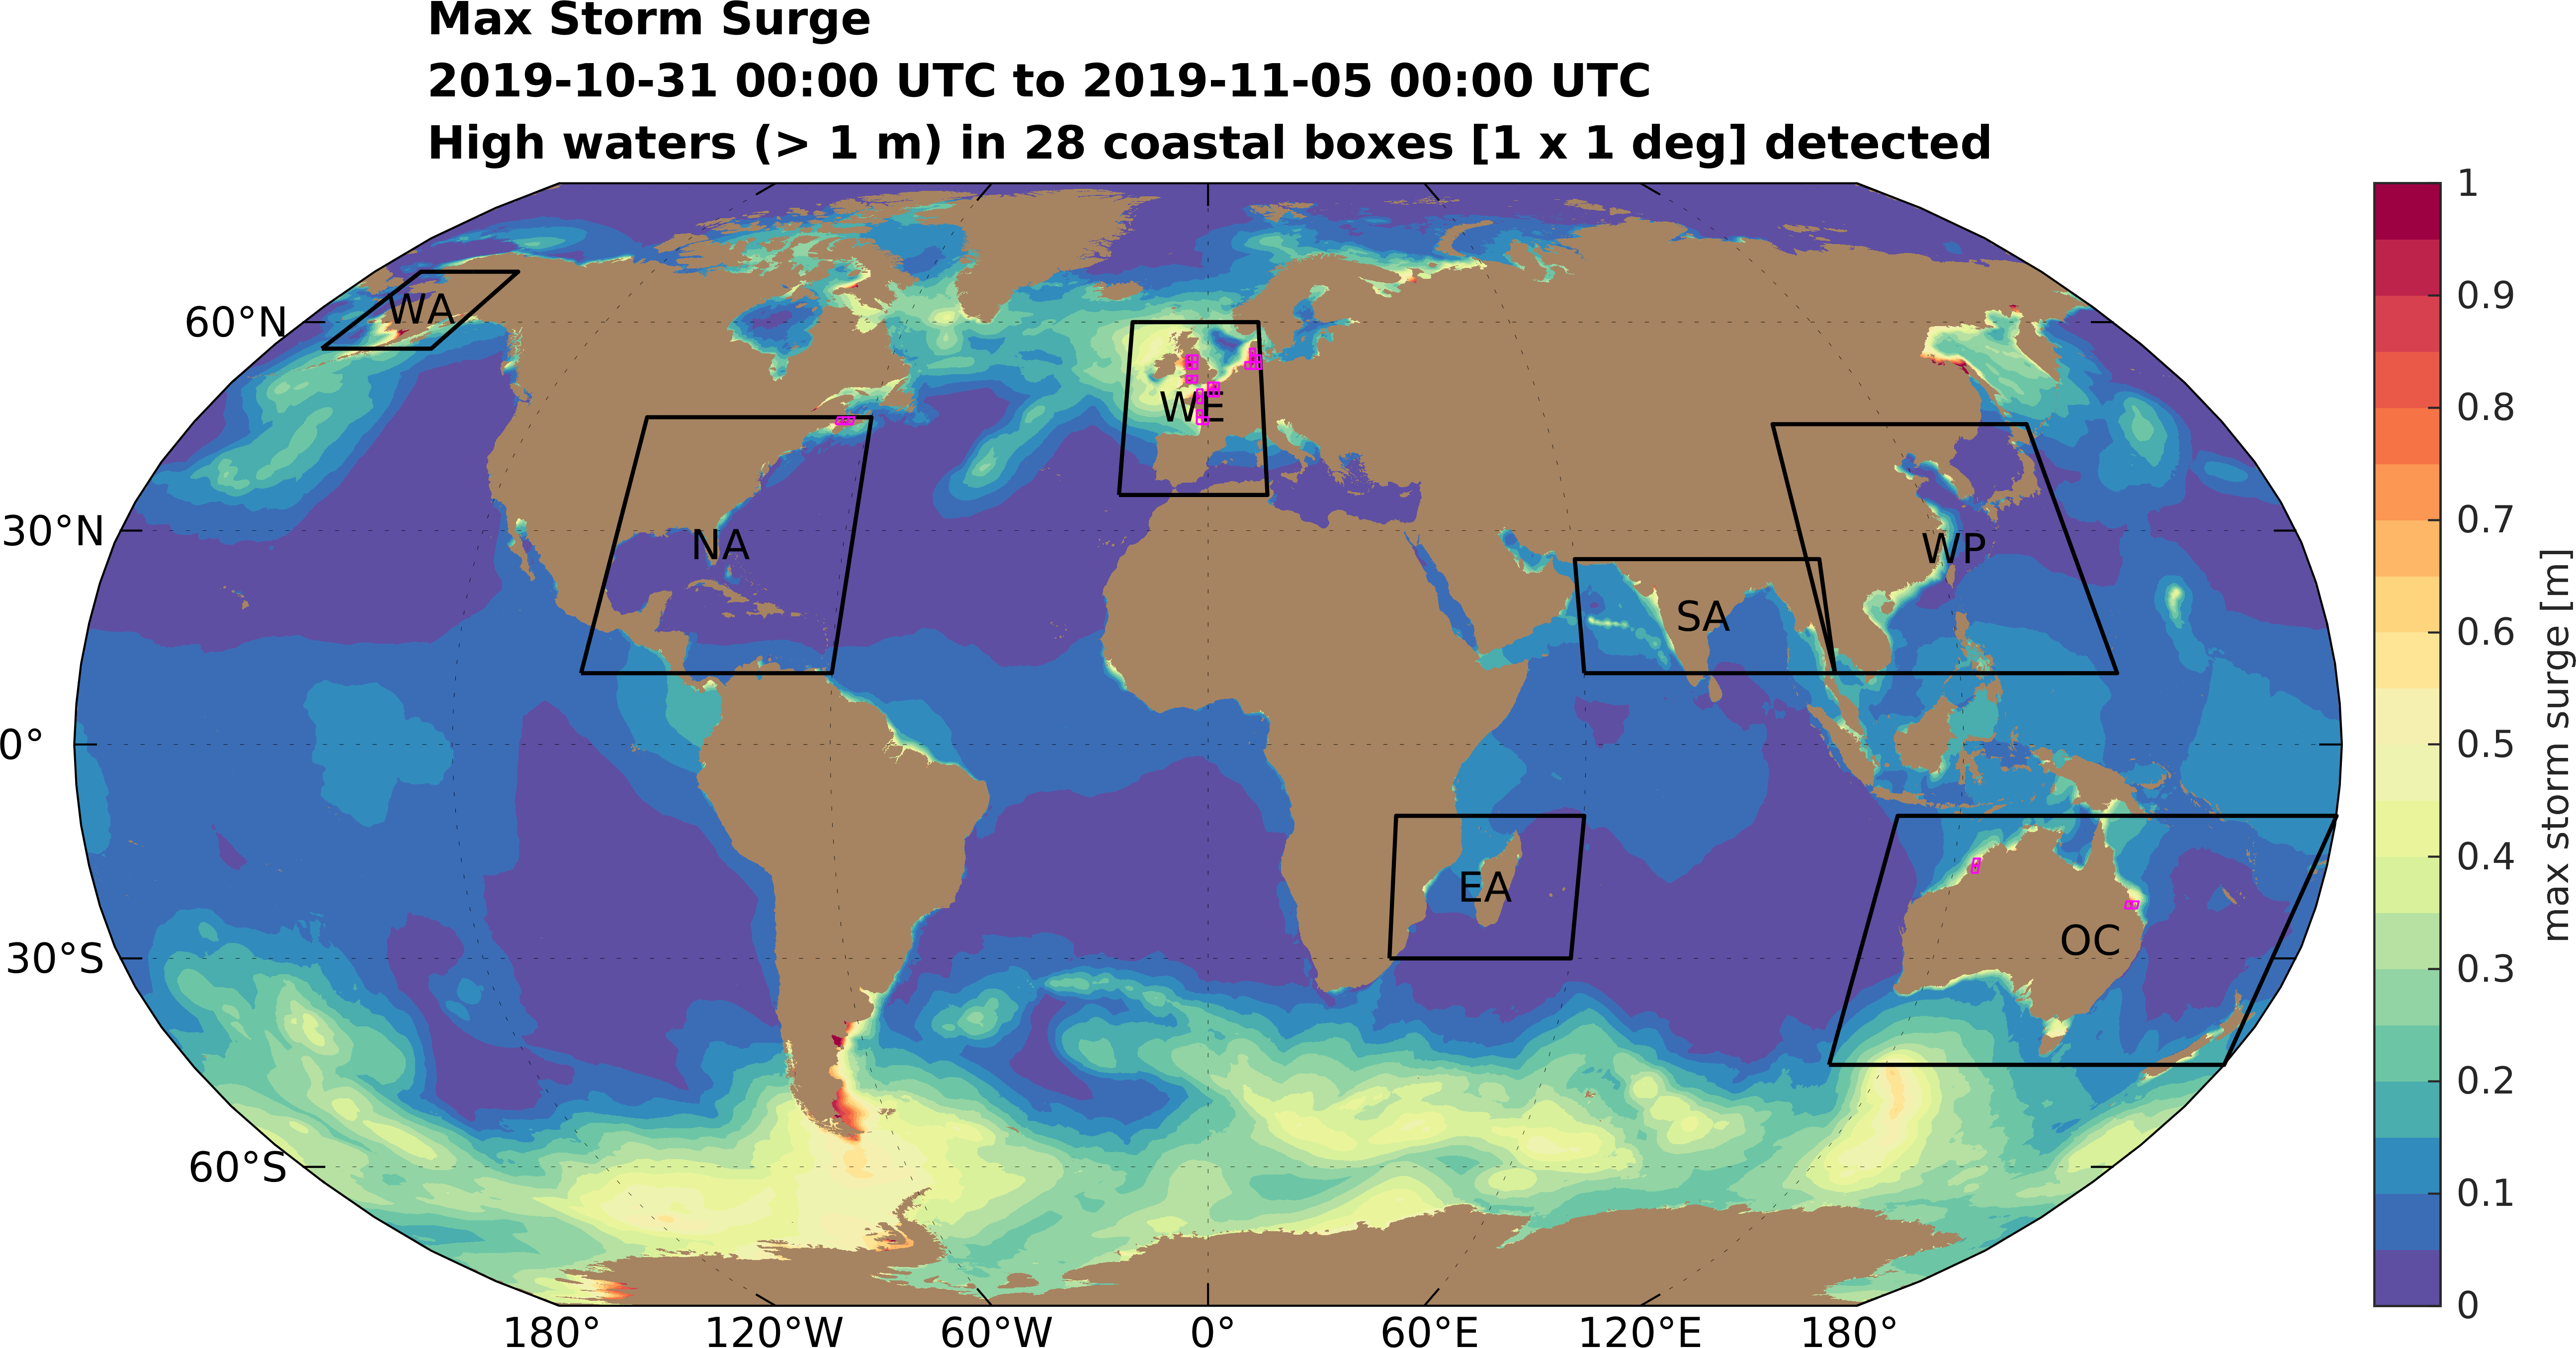 Max Storm Surge
2019-10-31 00:00 UTC to 2019-11-05 00:00 UTC
High waters (> 1 m) in 28 coastal boxes [1 x 1 deg] detected
60°N
30°N
0°
30°S
60°S
WA
NA
WE
SA
WP
EA
OC
180°
120°W
60°W
0°
60°E
120°E
180°
1
0.9
0.8
0.7
0.6
0.5
0.4
0.3
0.2
0.1
0
max storm surge [m]